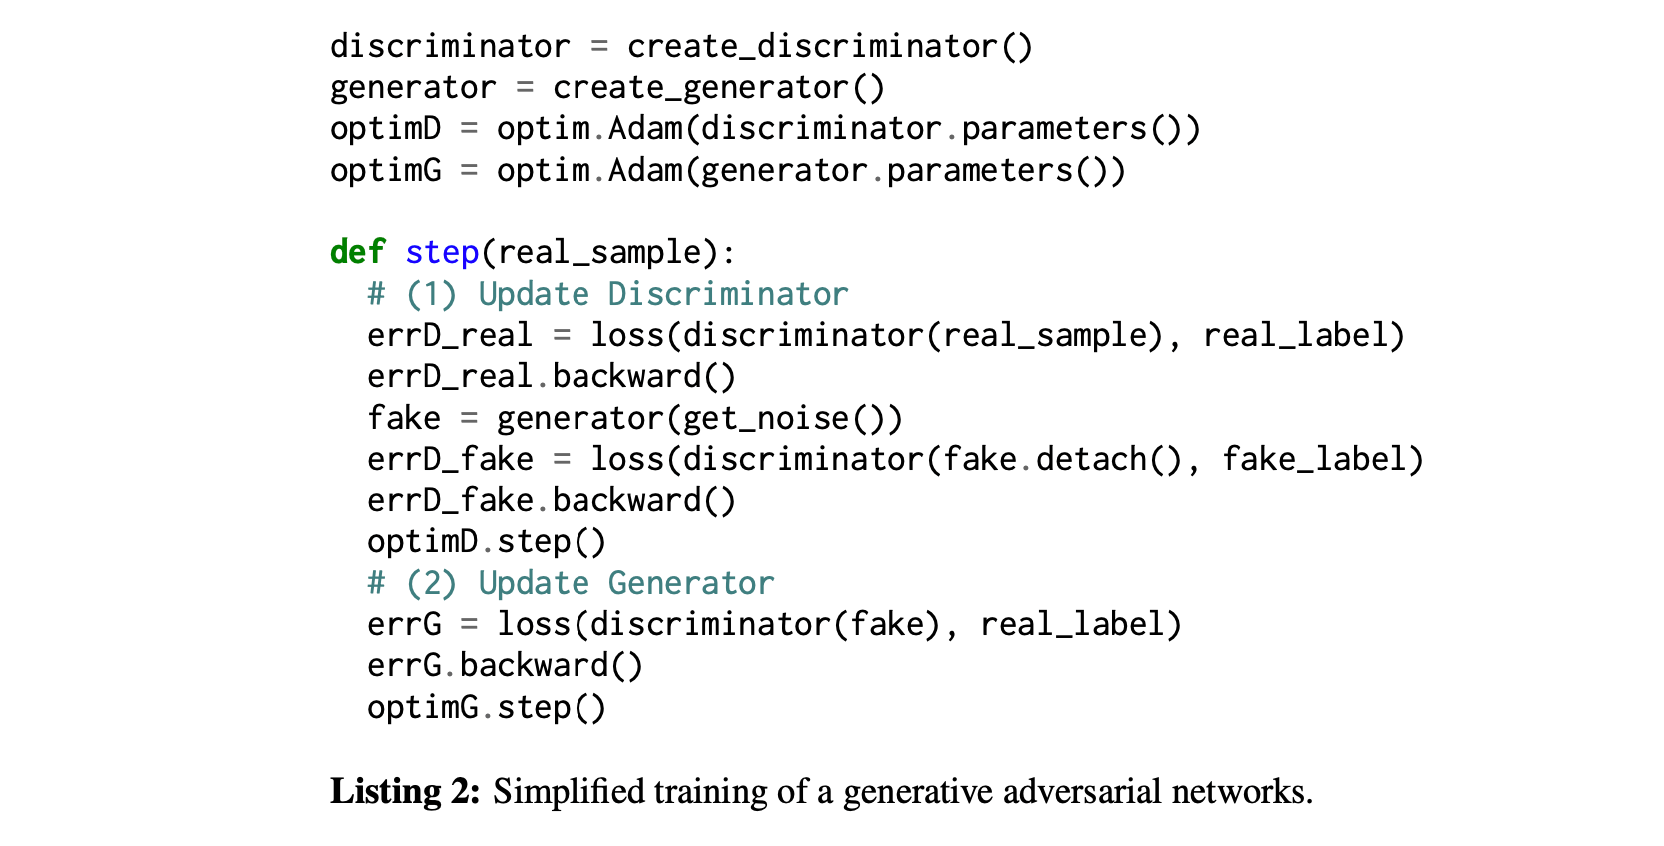 discriminator = create_discriminator()
generator = create_generator()
optimD = optim.Adam(discriminator.parameters())
optimG = optim.Adam(generator.parameters())

def step(real_sample):
  # (1) Update Discriminator
  errD_real = loss(discriminator(real_sample), real_label)
  errD_real.backward()
  fake = generator(get_noise())
  errD_fake = loss(discriminator(fake.detach(), fake_label)
  errD_fake.backward()
  optimD.step()
  # (2) Update Generator
  errG = loss(discriminator(fake), real_label)
  errG.backward()
  optimG.step()

Listing 2: Simplified training of a generative adversarial networks.